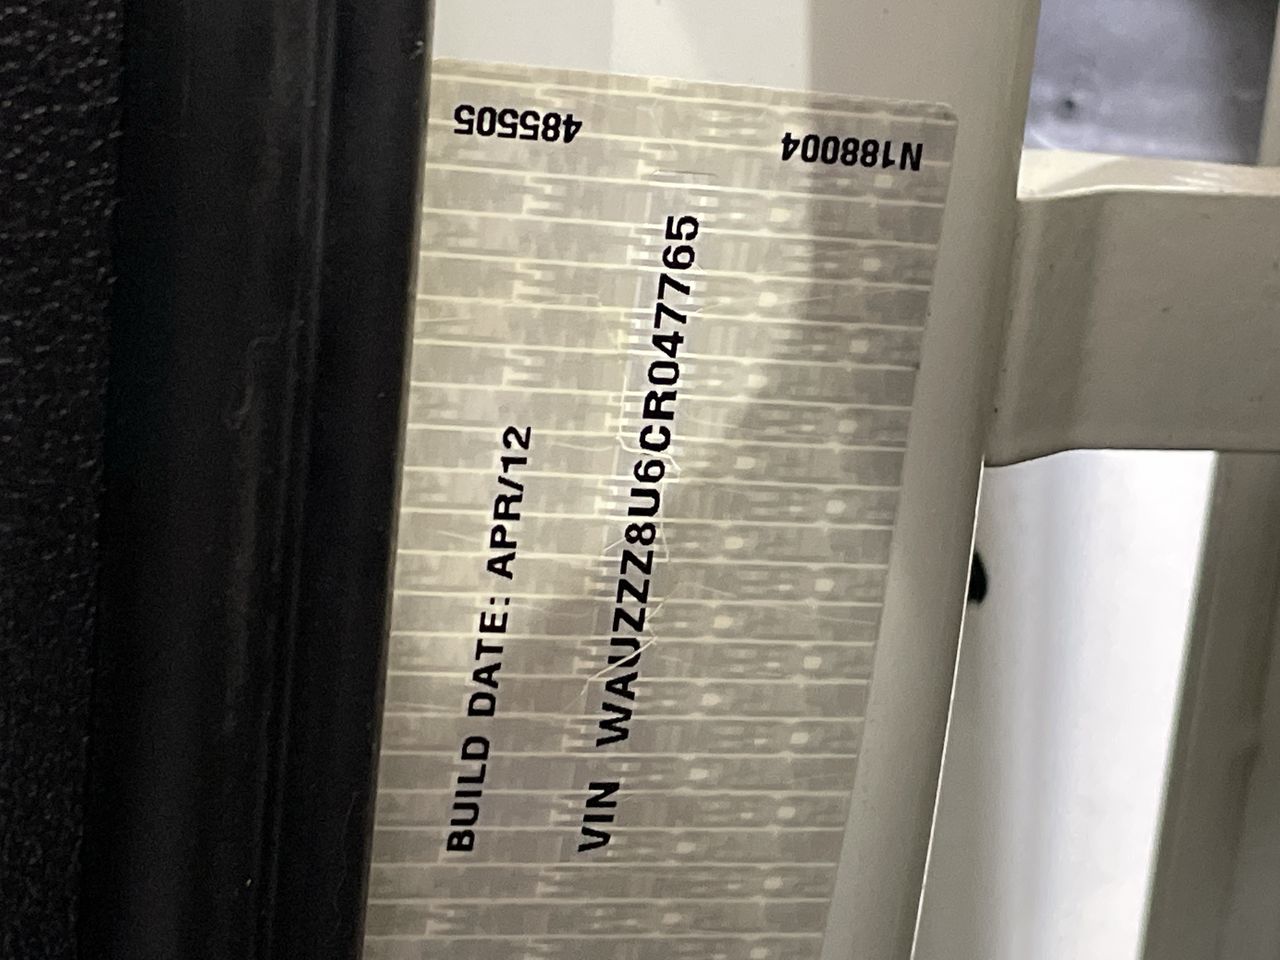 485505
N188004
BUILD DATE: APR/12
VIN WAUZZZ8U6CR047765